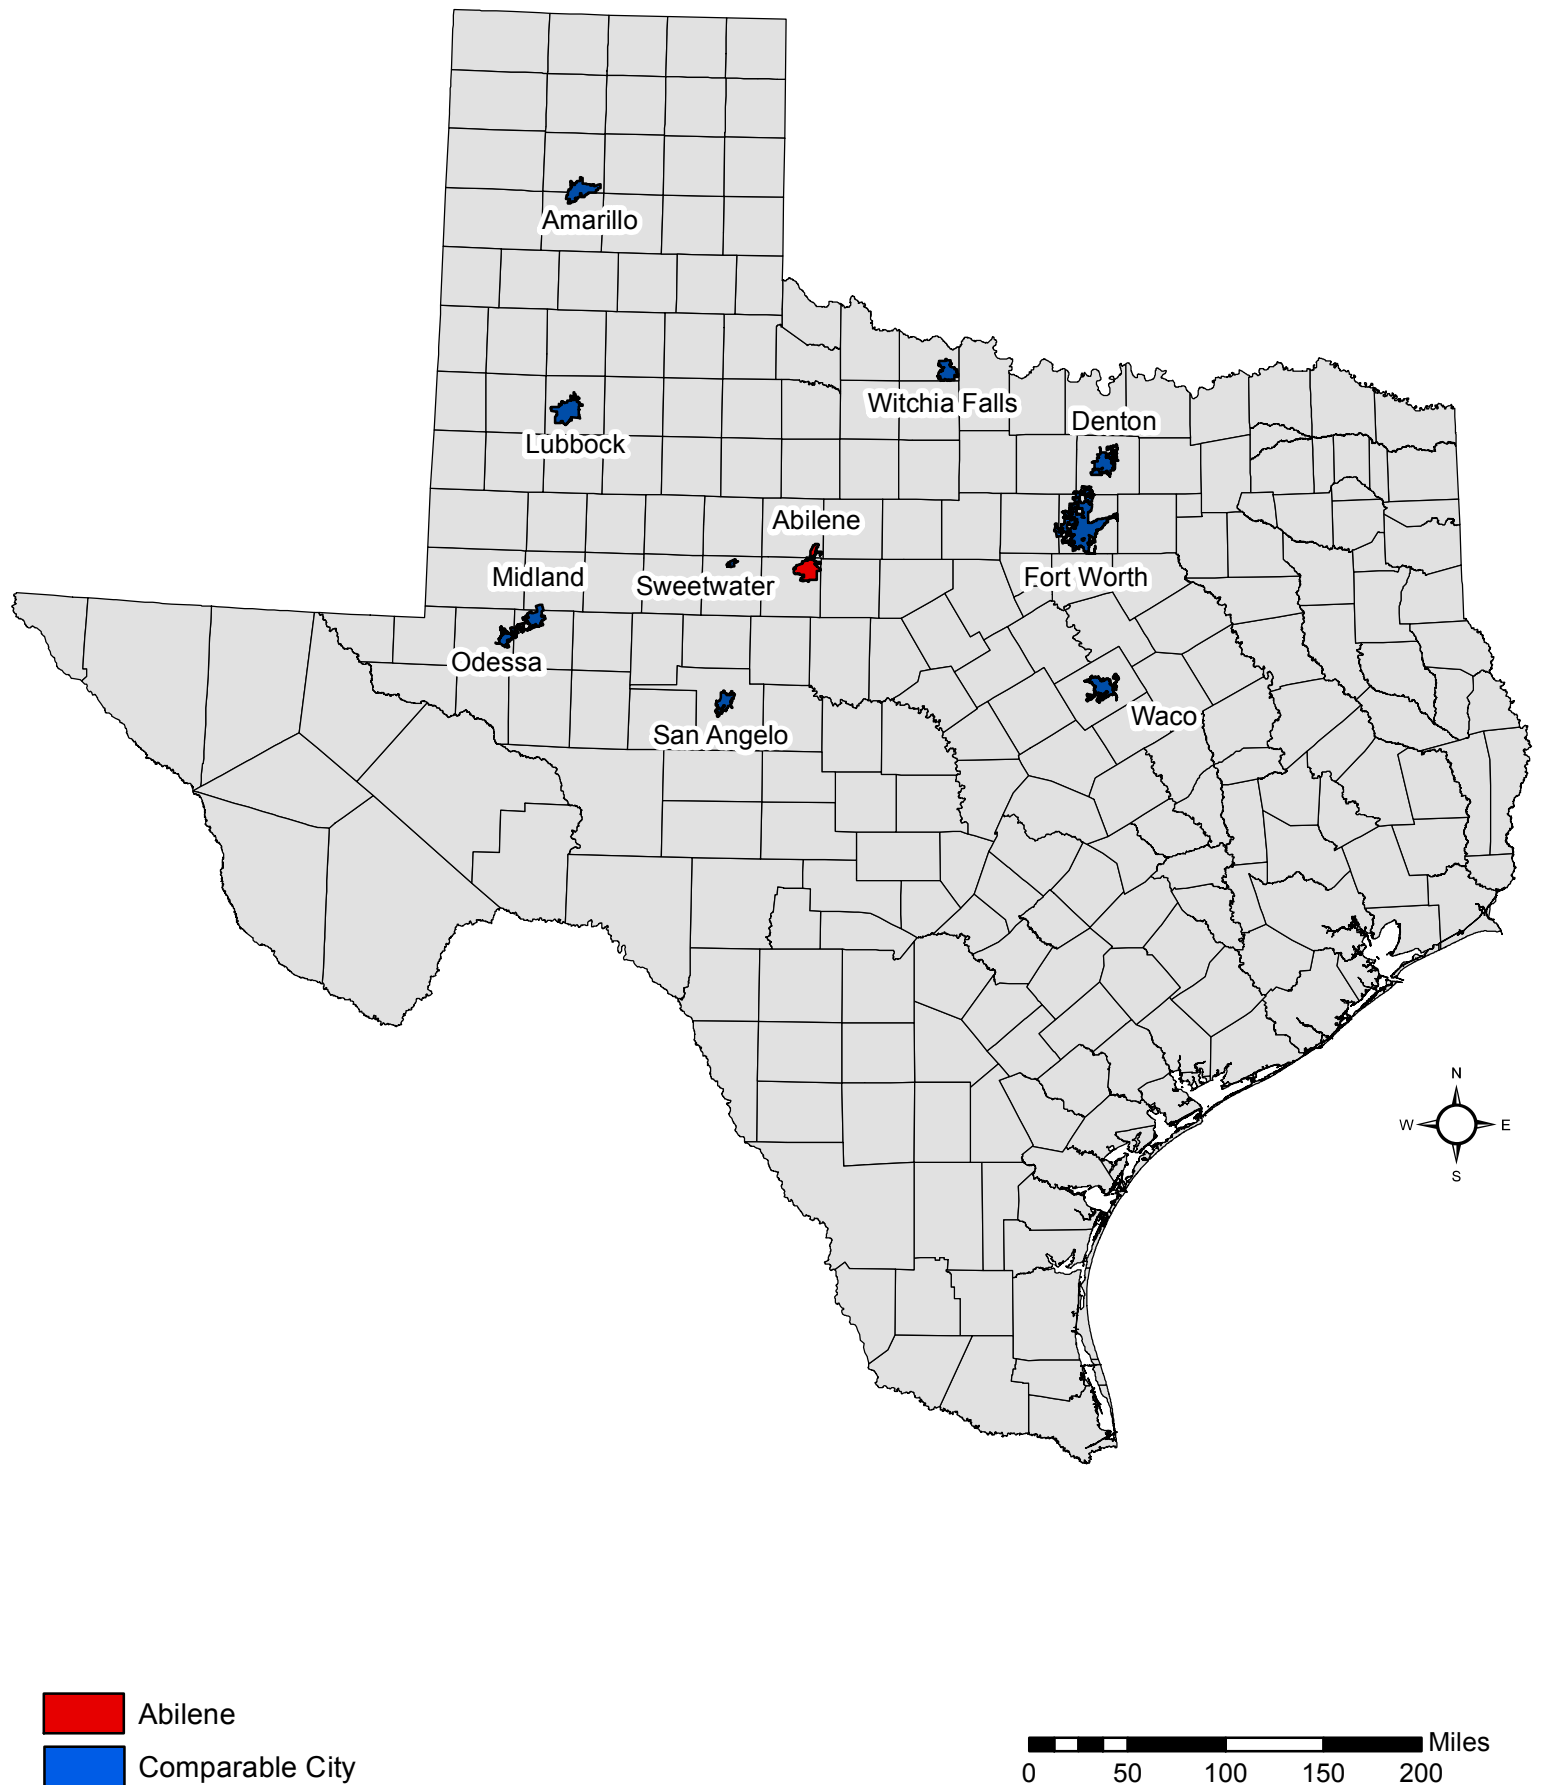 Amarillo
Witchia Falls
Denton
Lubbock
Abilene
Midland
Sweetwater
Fort Worth
Odessa
San Angelo
Waco
N
W
E
S
Abilene
Comparable City
Miles
0 50 100 150 200